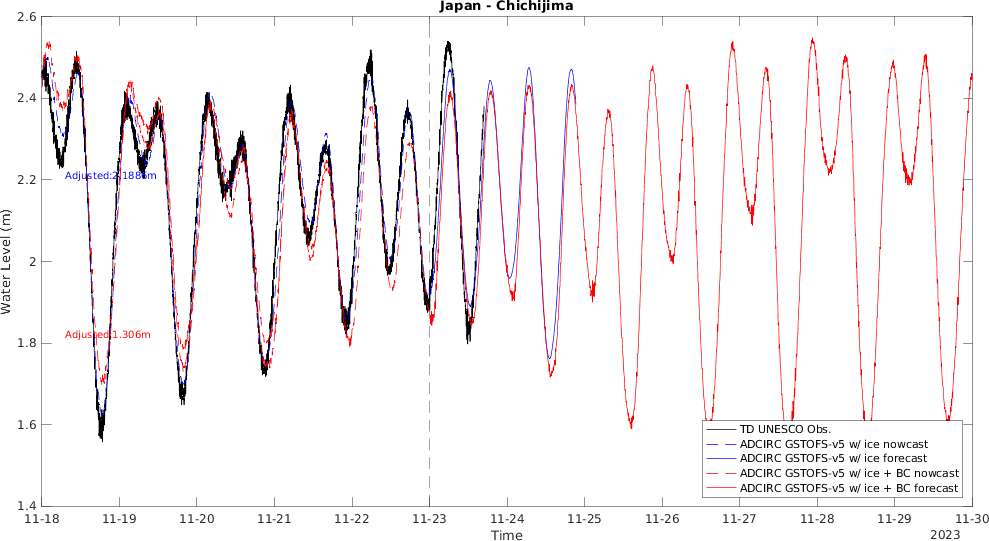 Japan - Chichijima
Water Level (m)
2.6
2.4
2.2
2
1.8
1.6
1.4
Adjusted:2.1886m
Adjusted:1.306m
TD UNESCO Obs.
ADCIRC GSTOFS-v5 w/ ice nowcast
ADCIRC GSTOFS-v5 w/ ice forecast
ADCIRC GSTOFS-v5 w/ ice + BC nowcast
ADCIRC GSTOFS-v5 w/ ice + BC forecast
11-18 11-19 11-20 11-21 11-22 11-23 11-24 11-25 11-26 11-27 11-28 11-29 11-30
Time
2023